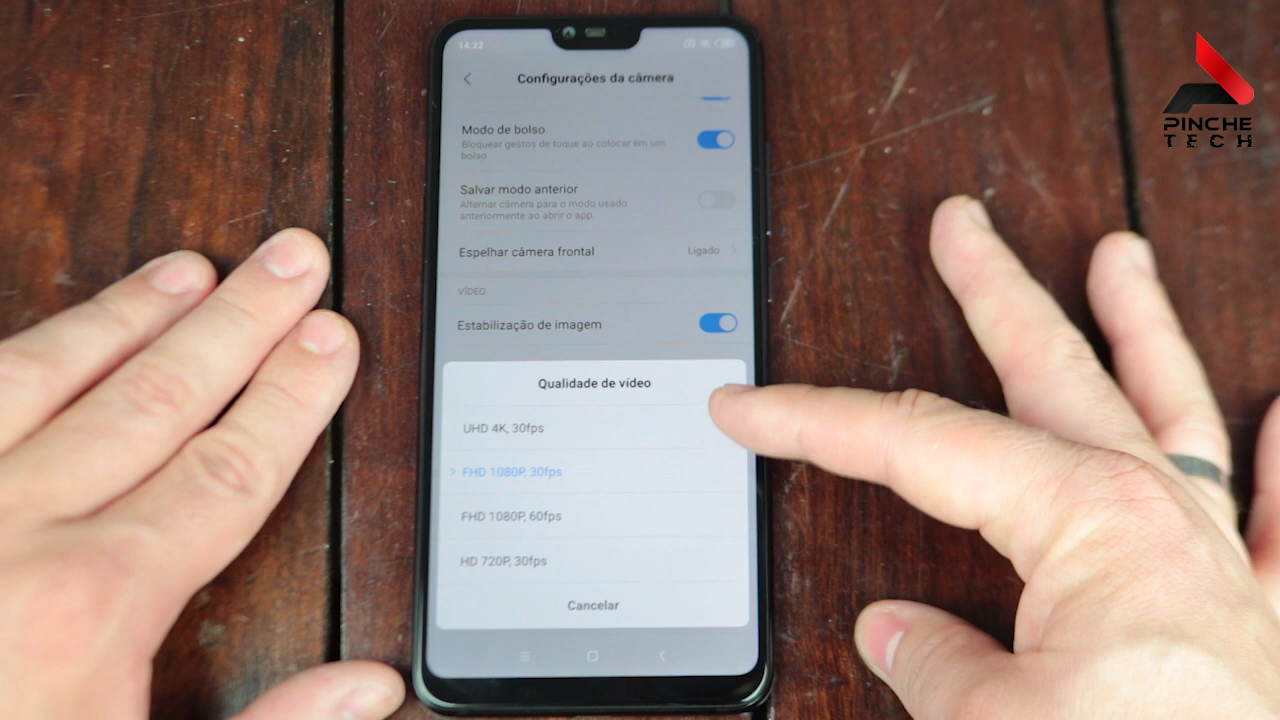 14:22
PINCHE
TECH
Configurações da câmera
Modo de bolso
Bloquear gestos de toque ao colocar em um
bolso
Salvar modo anterior
Alternar câmera para o modo usado
anteriormente ao abrir o app.
Espelhar câmera frontal
Ligado
VÍDEO
Estabilização de imagem
Qualidade de vídeo
UHD 4K, 30fps
FHD 1080P, 30fps
FHD 1080P, 60fps
HD 720P, 30fps
Cancelar